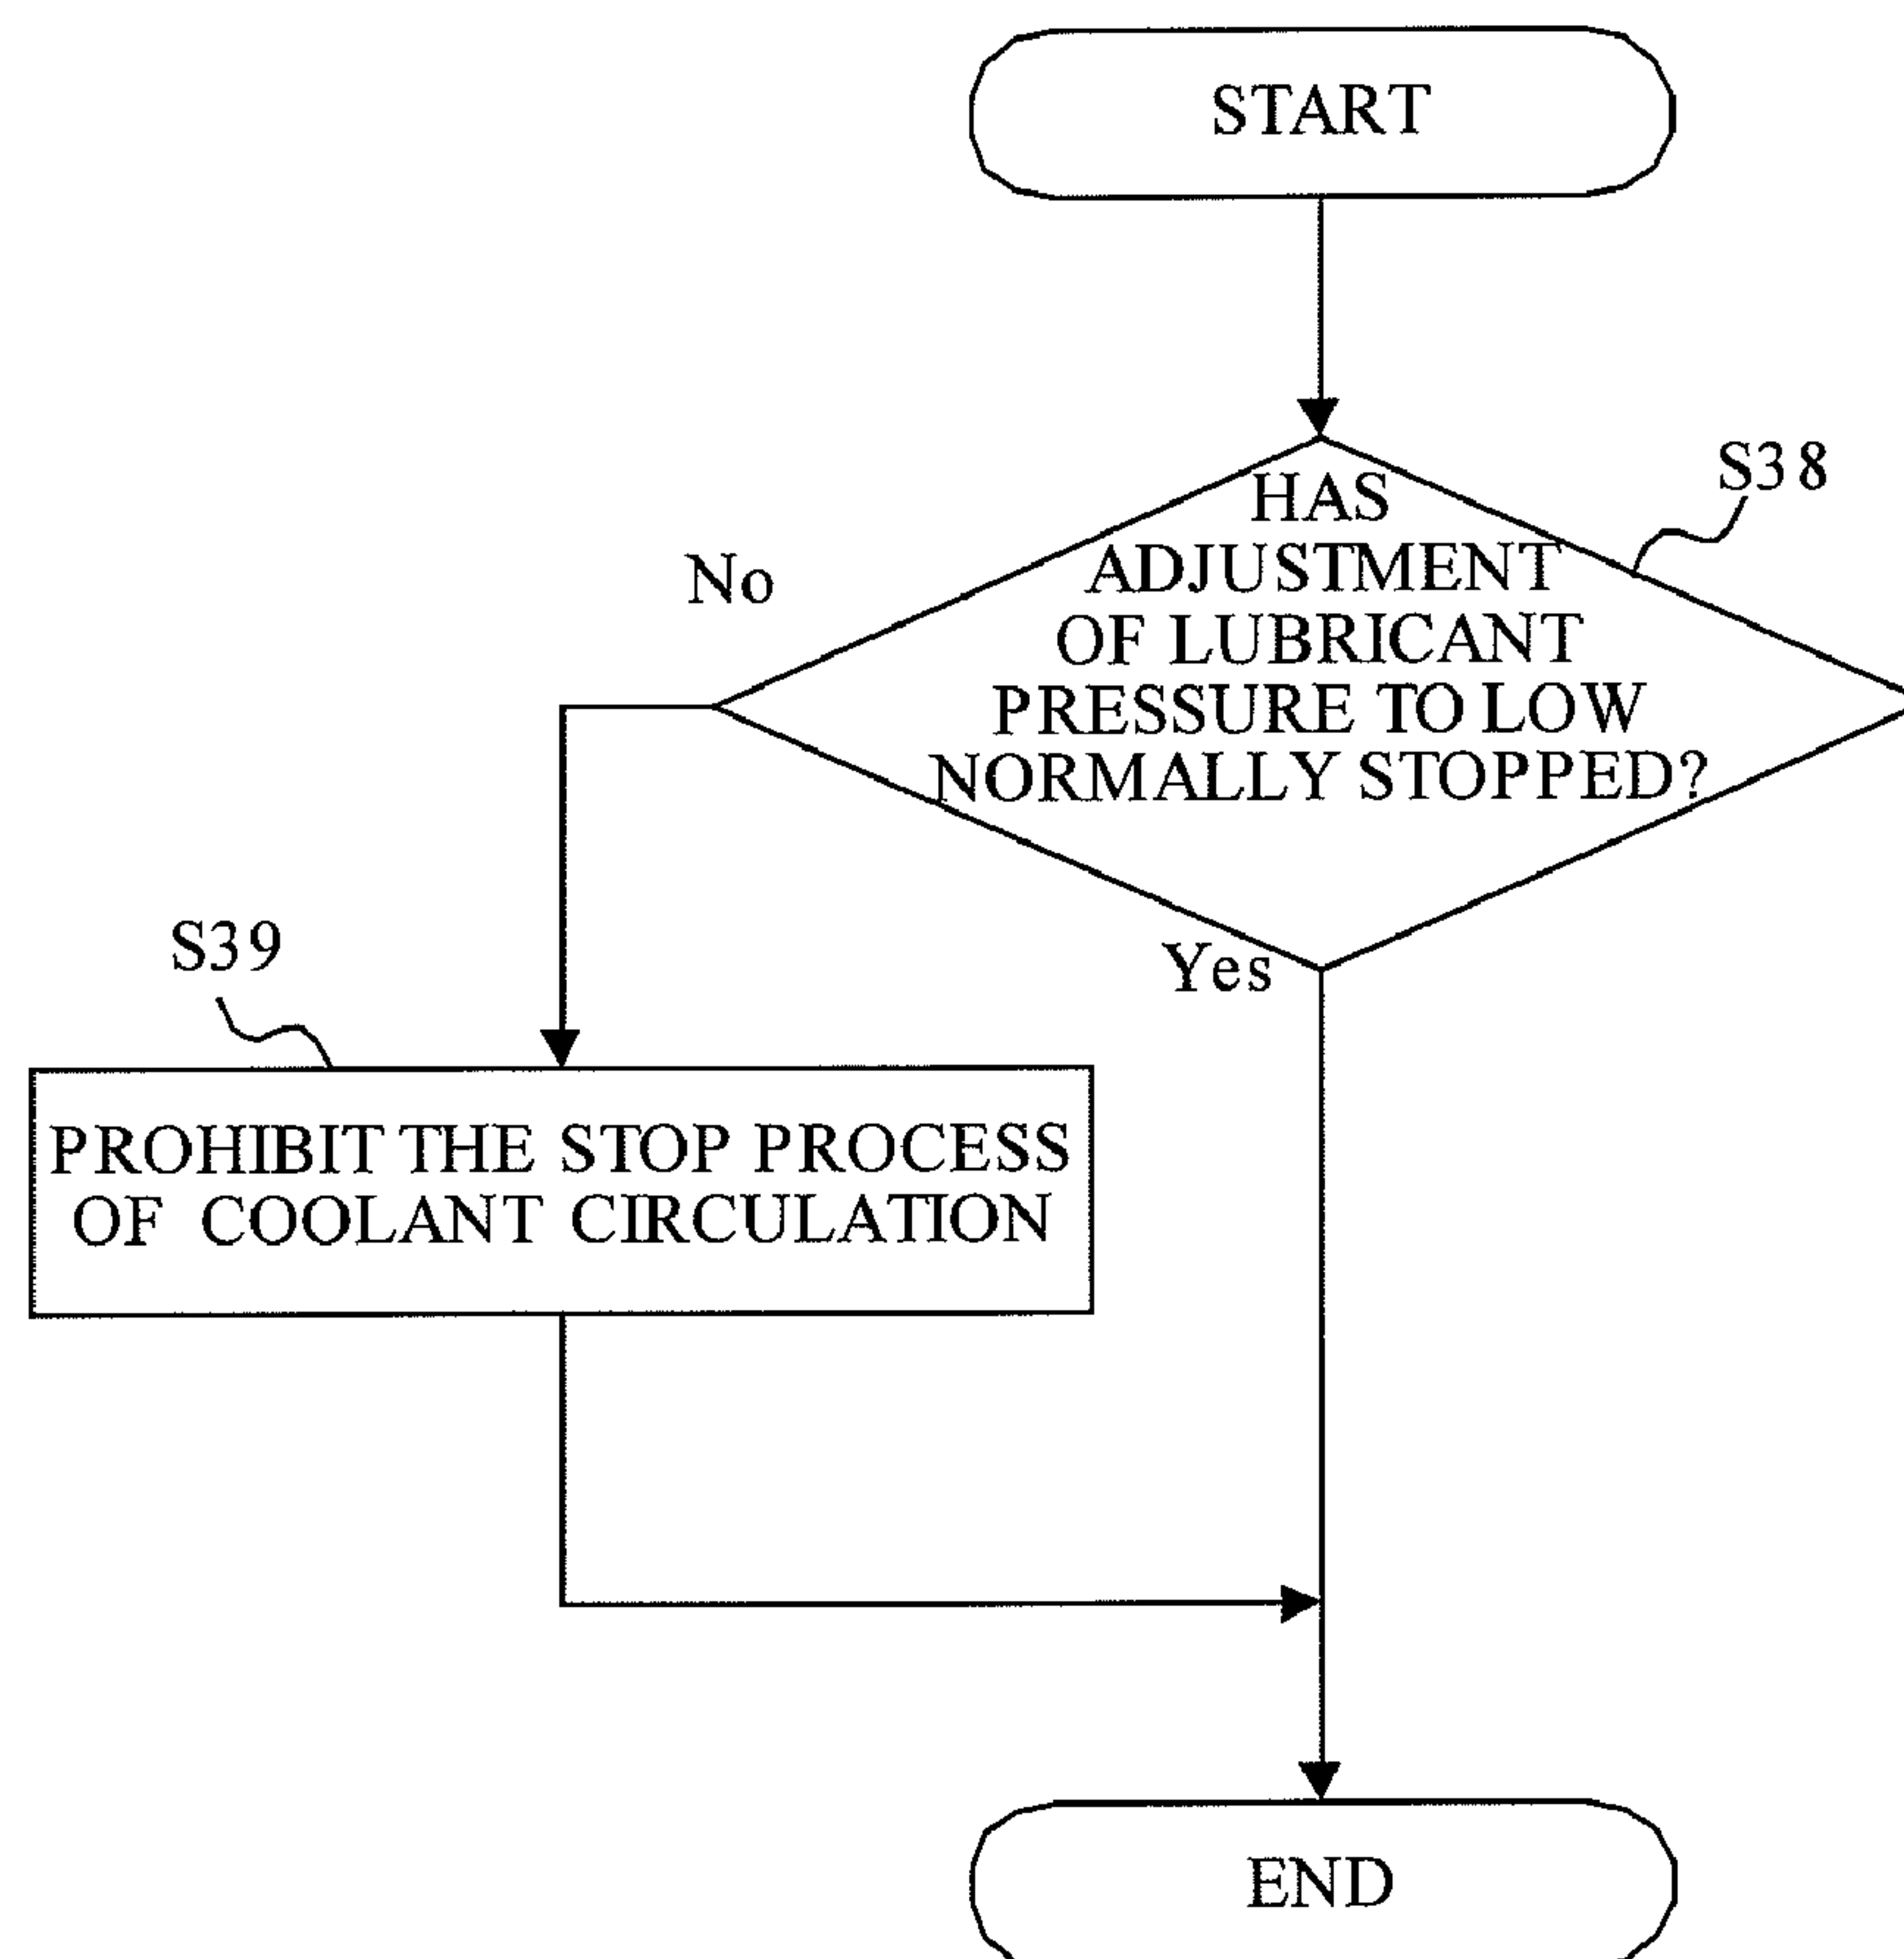 START
S38
HAS
ADJUSTMENT
OF LUBRICANT
PRESSURE TO LOW
NORMALLY STOPPED?
No
Yes
S39
PROHIBIT THE STOP PROCESS
OF COOLANT CIRCULATION
END